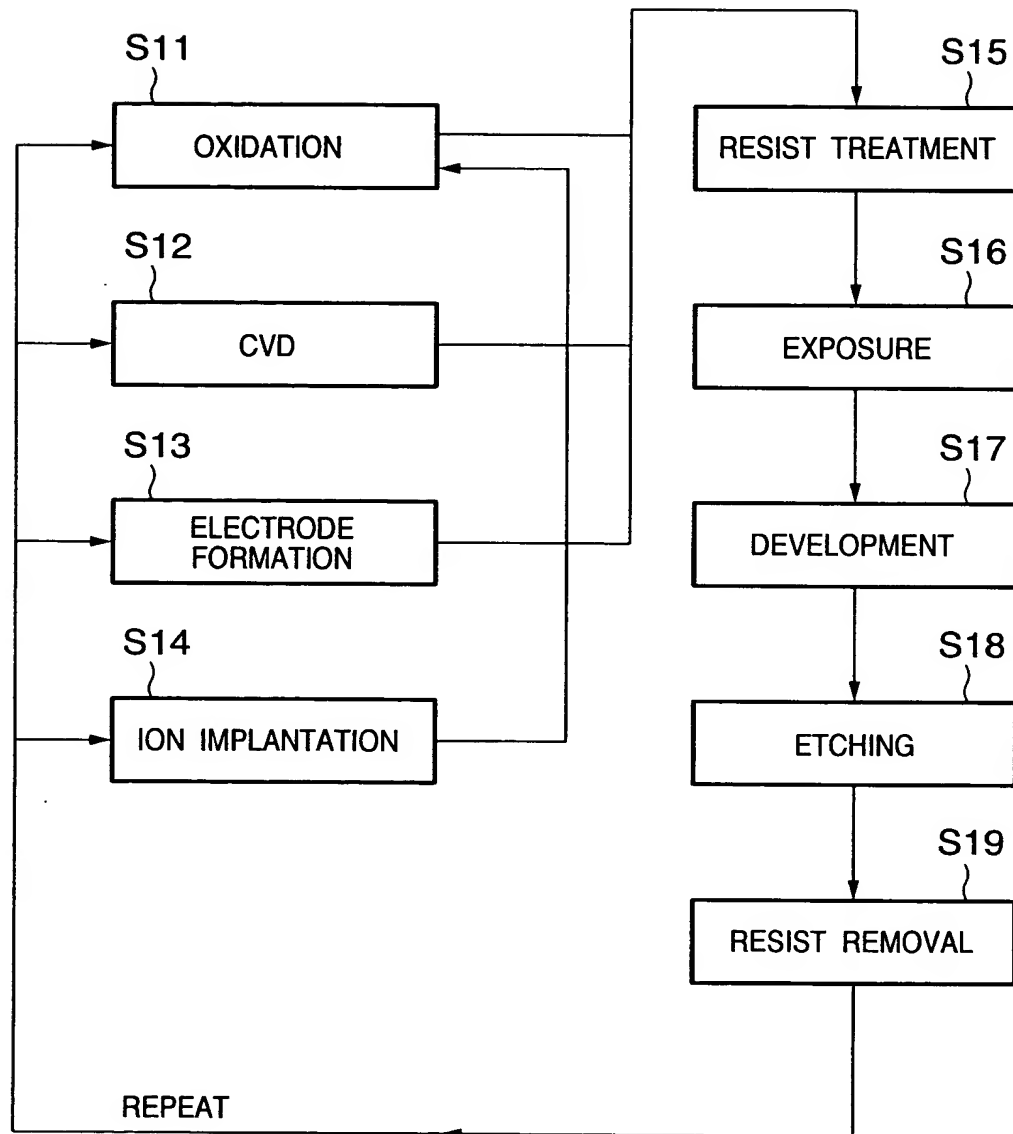 S11
OXIDATION
S12
CVD
S13
ELECTRODE
FORMATION
S14
ION IMPLANTATION
S15
RESIST TREATMENT
S16
EXPOSURE
S17
DEVELOPMENT
S18
ETCHING
S19
RESIST REMOVAL
REPEAT